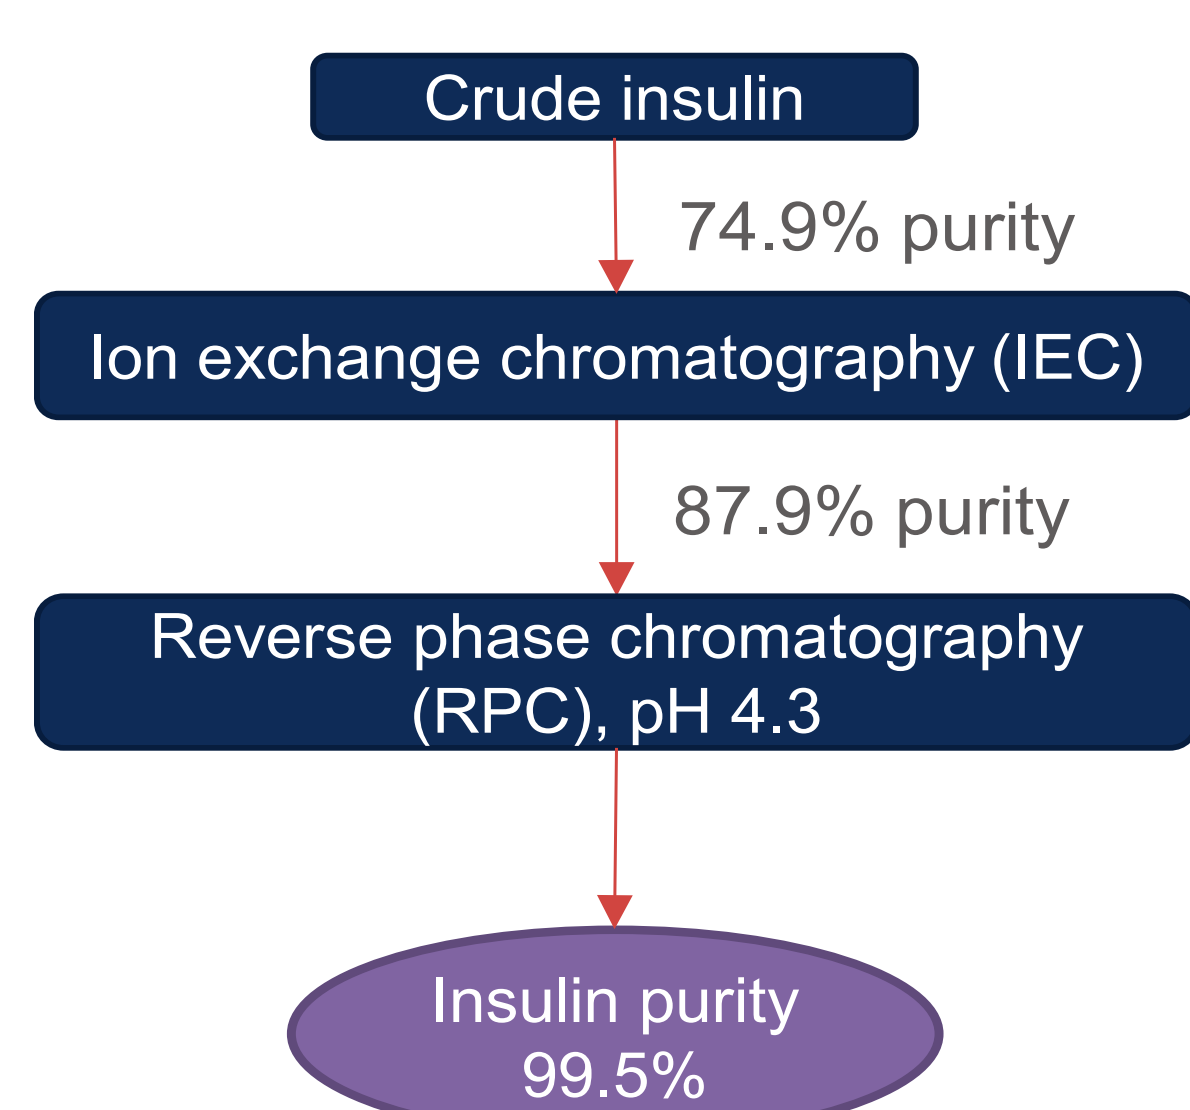 Crude insulin
74.9% purity
Ion exchange chromatography (IEC)
87.9% purity
Reverse phase chromatography
(RPC), pH 4.3
Insulin purity
99.5%